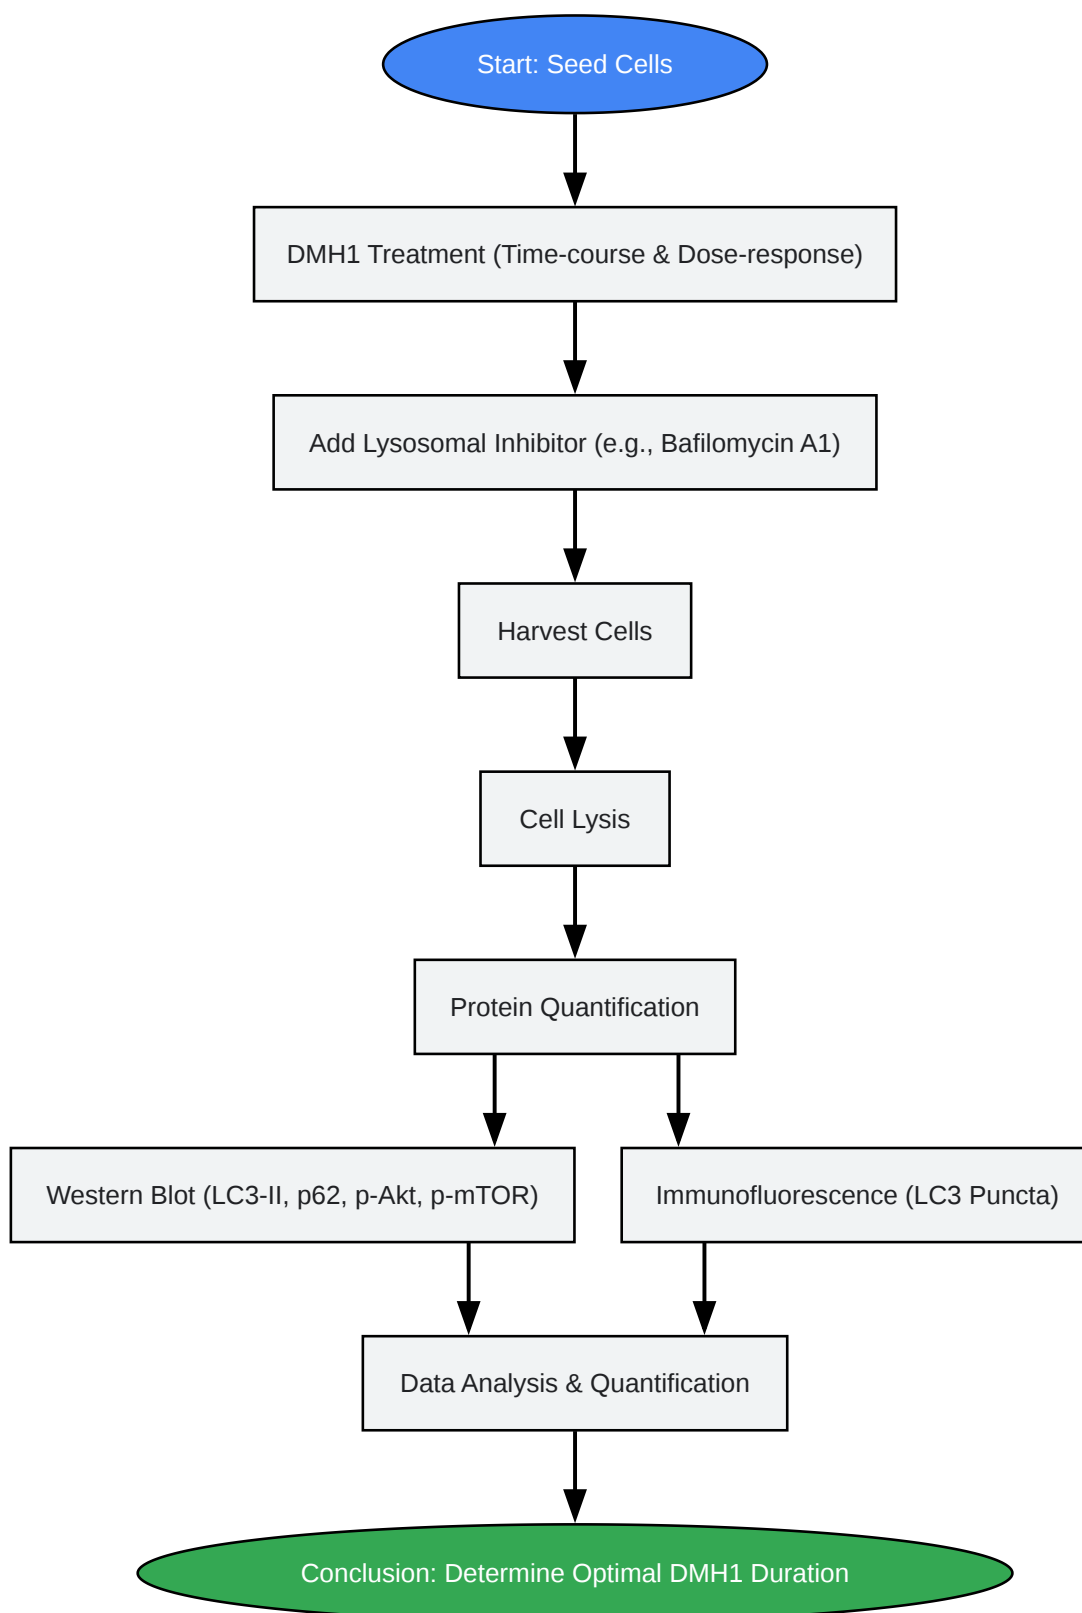 Start: Seed Cells
DMH1 Treatment (Time-course & Dose-response)
Add Lysosomal Inhibitor (e.g., Bafilomycin A1)
Harvest Cells
Cell Lysis
Protein Quantification
Western Blot (LC3-II, p62, p-Akt, p-mTOR)
Immunofluorescence (LC3 Puncta)
Data Analysis & Quantification
Conclusion: Determine Optimal DMH1 Duration